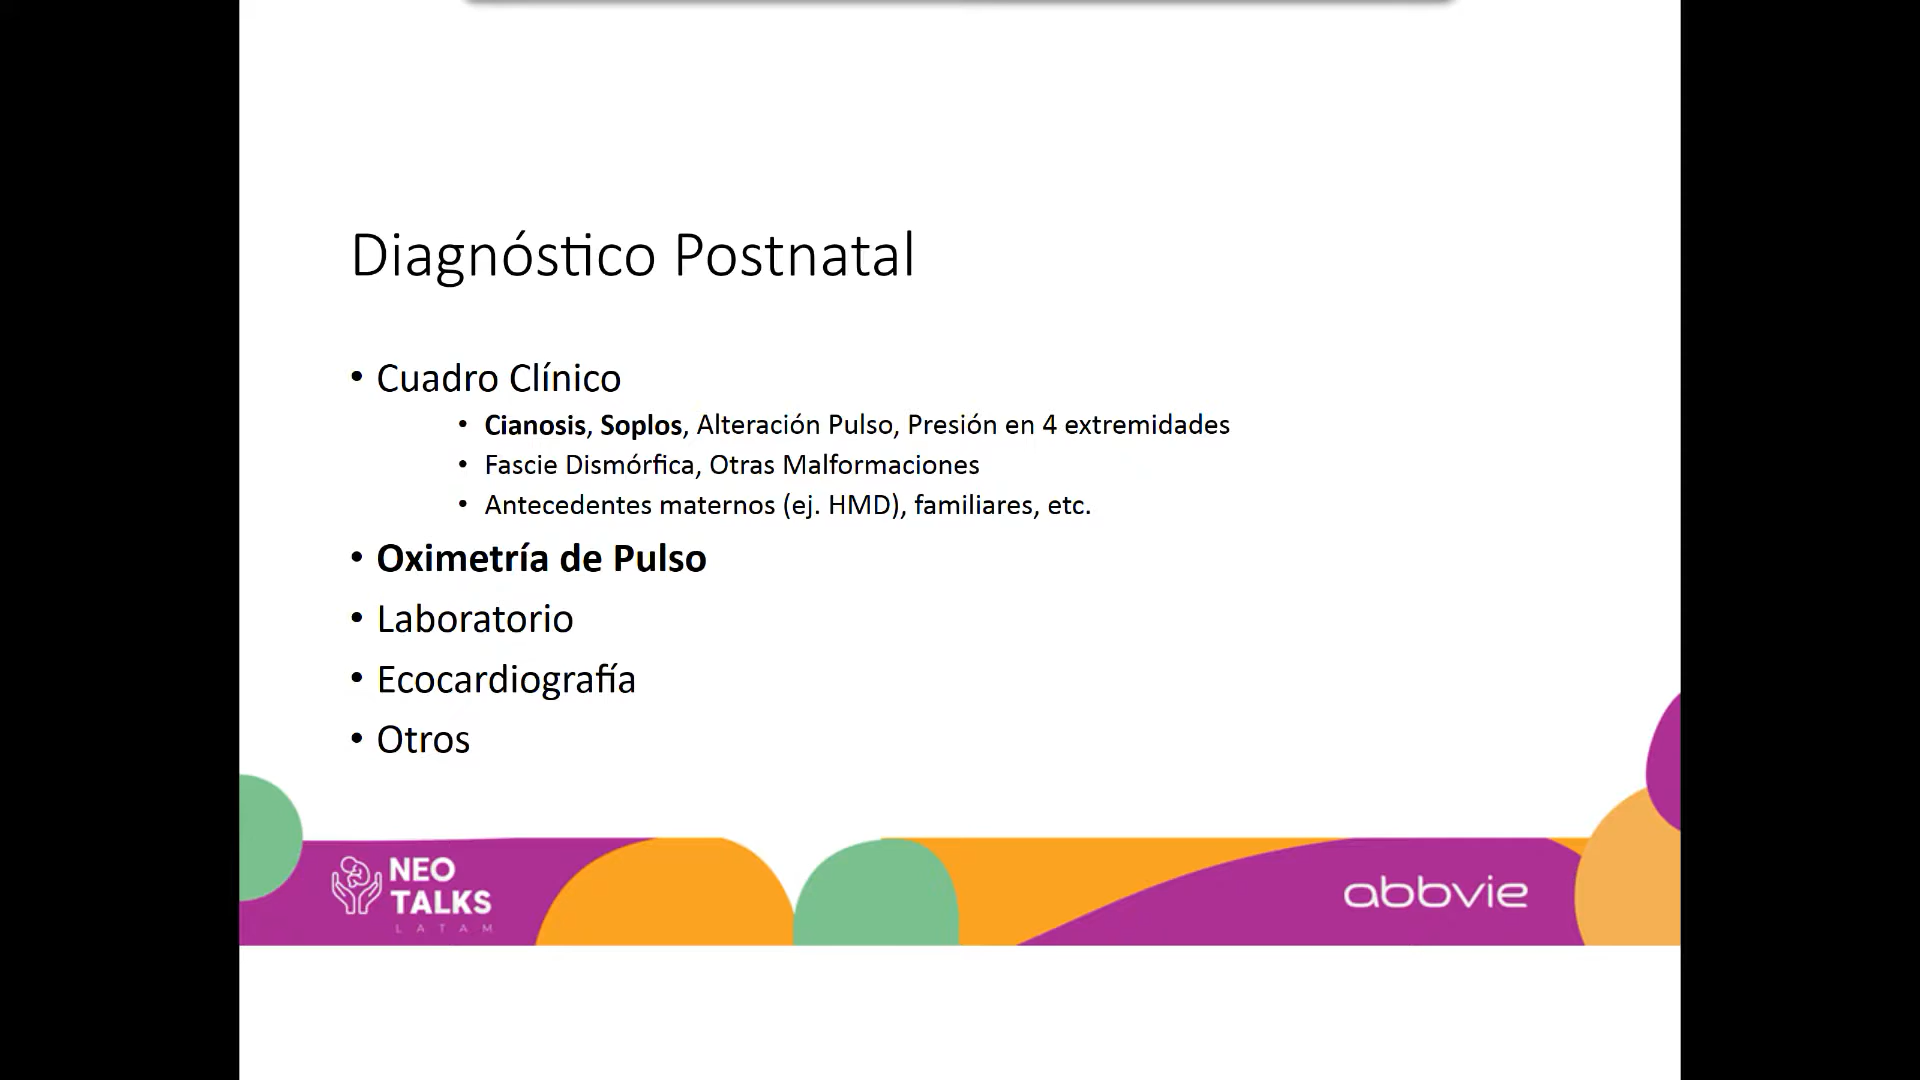 Diagnóstico Postnatal
• Cuadro Clínico
• Cianosis, Soplos, Alteración Pulso, Presión en 4 extremidades
• Fascie Dismórfica, Otras Malformaciones
• Antecedentes maternos (ej. HMD), familiares, etc.
• Oximetría de Pulso
• Laboratorio
• Ecocardiografía
• Otros
NEO
TALKS
LATAM
abbvie